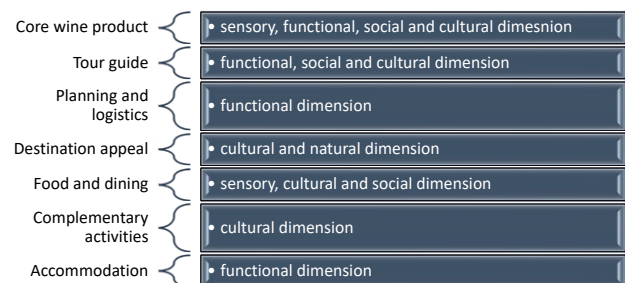 Core wine product
• sensory, functional, social and cultural dimesnion
Tour guide
• functional, social and cultural dimension
Planning and
logistics
• functional dimension
Destination appeal
• cultural and natural dimension
Food and dining
• sensory, cultural and social dimension
Complementary
activities
• cultural dimension
Accommodation
• functional dimension